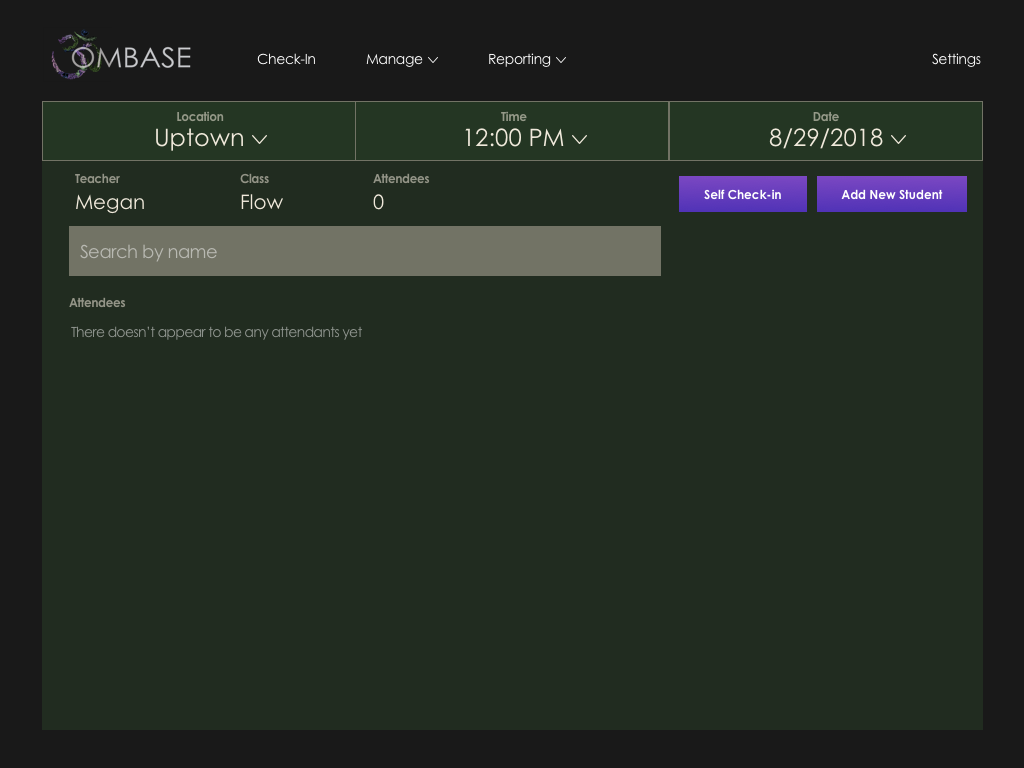 OMBASE
Check-In
Manage
Reporting
Settings
Location
Uptown
Time
12:00 PM
Date
8/29/2018
Teacher
Megan
Class
Flow
Attendees
0
Self Check-in
Add New Student
Search by name
Attendees
There doesn't appear to be any attendants yet